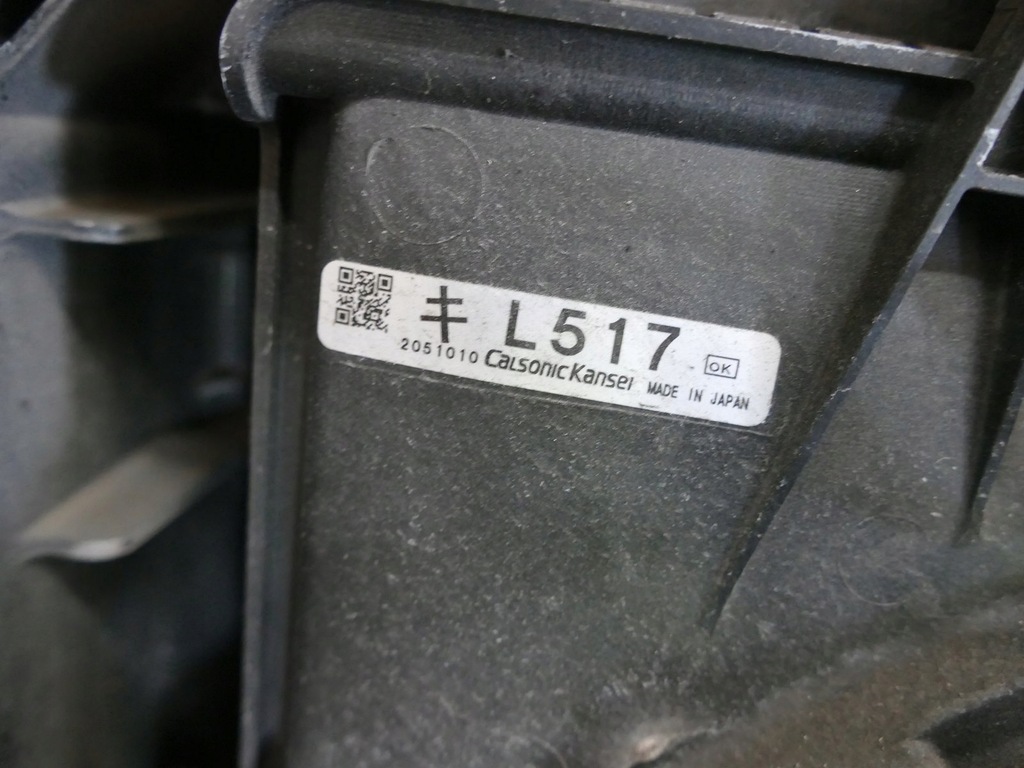 キ L517 OK
2051010 CalsonicKansei MADE IN JAPAN